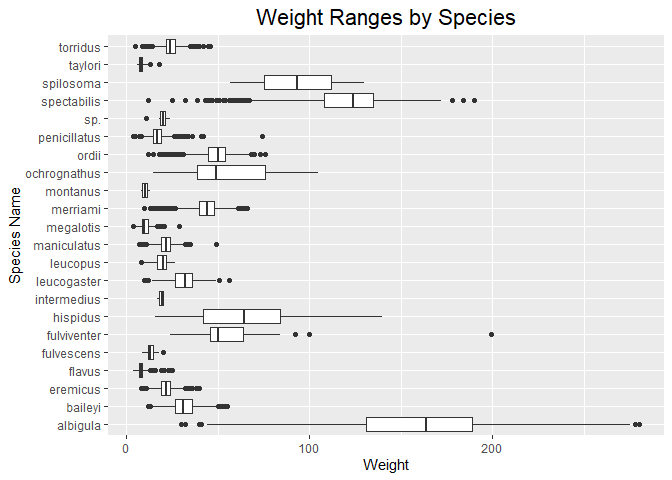 Weight Ranges by Species
Species Name
torridus
taylori
spilosoma
spectabilis
sp.
penicillatus
ordii
ochrognathus
montanus
merriami
megalotis
maniculatus
leucopus
leucogaster
intermedius
hispidus
fulviventer
fulvescens
flavus
eremicus
baileyi
albigula
0 100 200
Weight